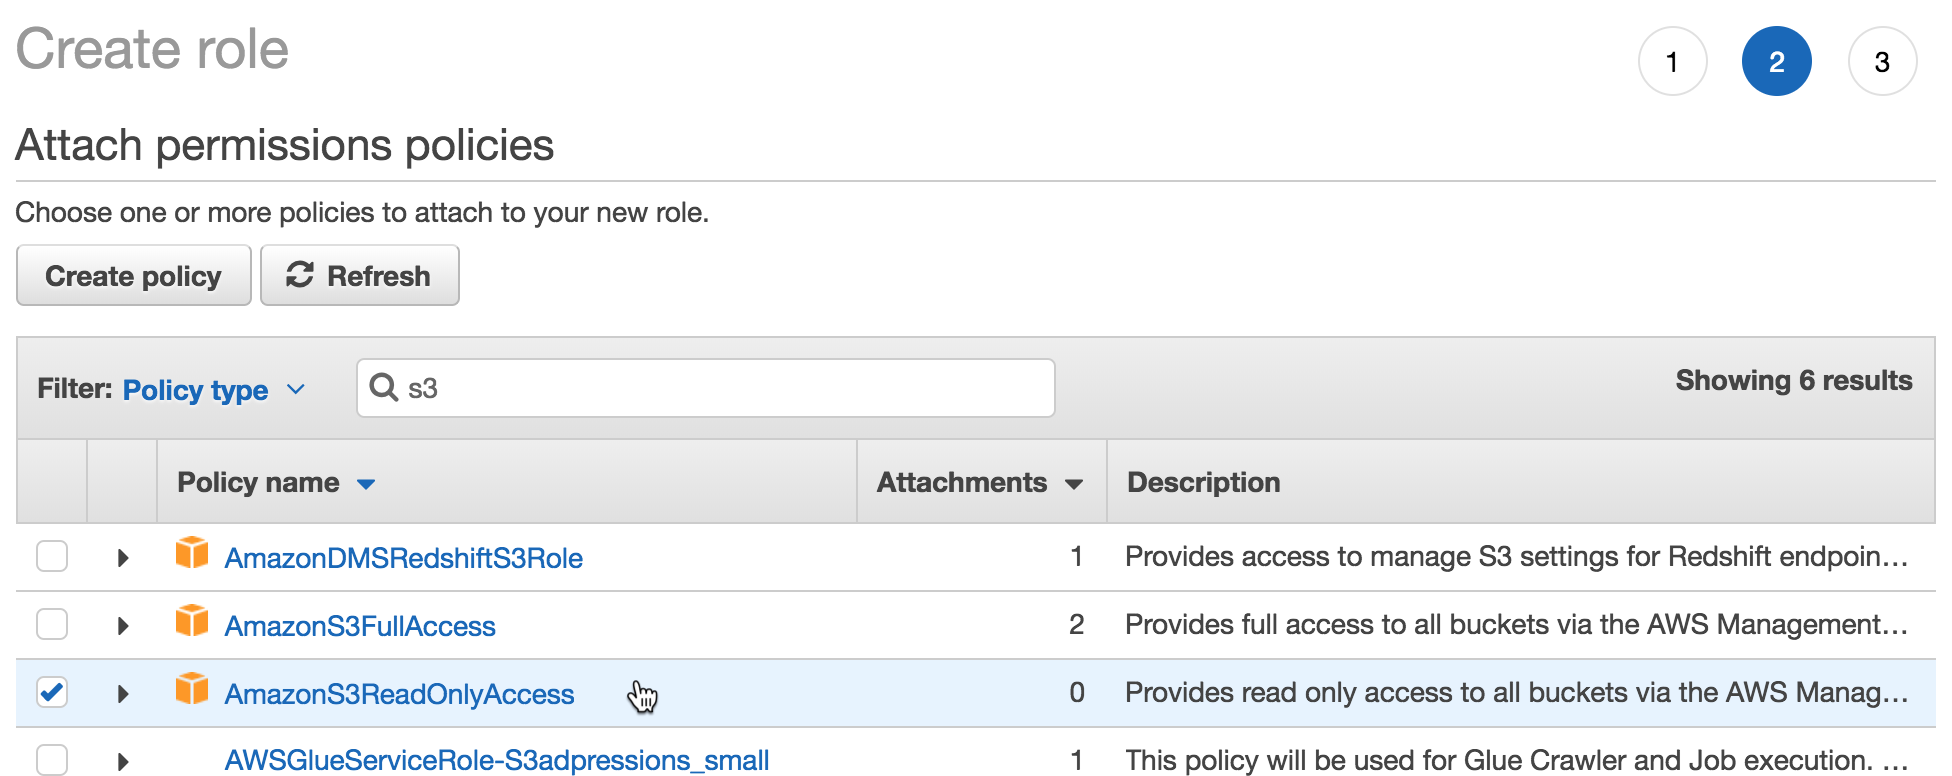 Create role
1 2 3
Attach permissions policies
Choose one or more policies to attach to your new role.
Create policy Refresh
Filter: Policy type s3 Showing 6 results
Policy name Attachments Description
AmazonDMSRedshiftS3Role 1 Provides access to manage S3 settings for Redshift endpoin...
AmazonS3FullAccess 2 Provides full access to all buckets via the AWS Management...
AmazonS3ReadOnlyAccess 0 Provides read only access to all buckets via the AWS Manag...
AWSGlueServiceRole-S3adpressions_small 1 This policy will be used for Glue Crawler and Job execution. ...